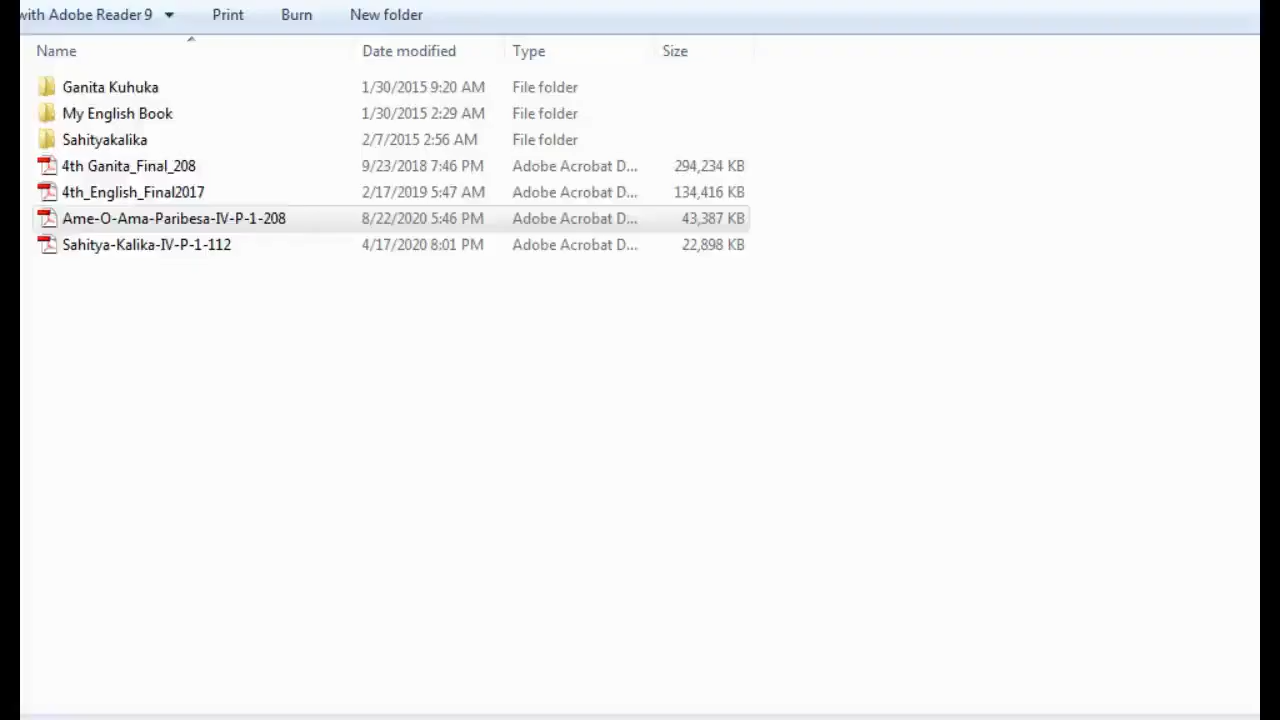 with Adobe Reader 9 Print Burn New folder
Name Date modified Type Size
Ganita Kuhuka 1/30/2015 9:20 AM File folder
My English Book 1/30/2015 2:29 AM File folder
Sahityakalika 2/7/2015 2:56 AM File folder
4th Ganita_Final_208 9/23/2018 7:46 PM Adobe Acrobat D... 294,234 KB
4th_English_Final2017 2/17/2019 5:47 AM Adobe Acrobat D... 134,416 KB
Ame-O-Ama-Paribesa-IV-P-1-208 8/22/2020 5:46 PM Adobe Acrobat D... 43,387 KB
Sahitya-Kalika-IV-P-1-112 4/17/2020 8:01 PM Adobe Acrobat D... 22,898 KB